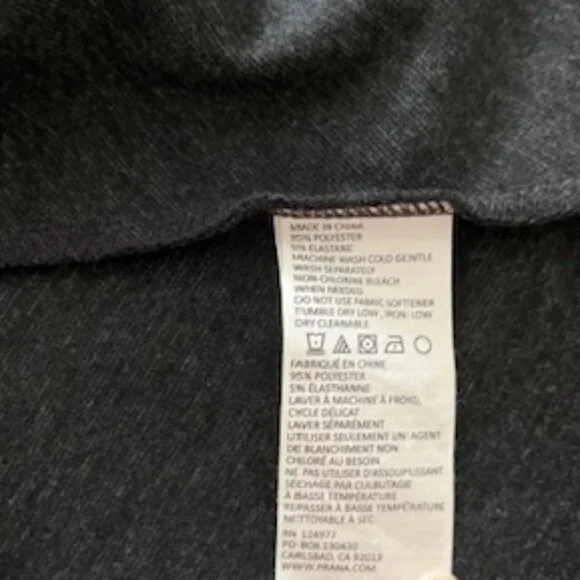 MADE IN CHINA
95% POLYESTER
5% ELASTANE
MACHINE WASH COLD GENTLE
WASH SEPARATELY
NON-CHLORINE BLEACH
WHEN NEEDED
DO NOT USE FABRIC SOFTENER
TUMBLE DRY LOW , IRON LOW
DRY CLEANABLE
FABRIQUÉ EN CHINE
95% POLYESTER
5% ÉLASTHANNE
LAVER À MACHINE À FROID,
CYCLE DÉLICAT
LAVER SÉPARÉMENT
UTILISER SEULEMENT UN AGENT
DE BLANCHIMENT NON
CHLORÉ AU BESOIN
NE PAS UTILISER D'ASSOUPLISSANT
SÉCHAGE PAR CULBUTAGE
À BASSE TEMPÉRATURE
REPASSER À BASSE TEMPÉRATURE
NETTOYABLE À SEC
RN 124977
PO BOX 130430
CARLSBAD, CA 92013
WWW.PRANA.COM